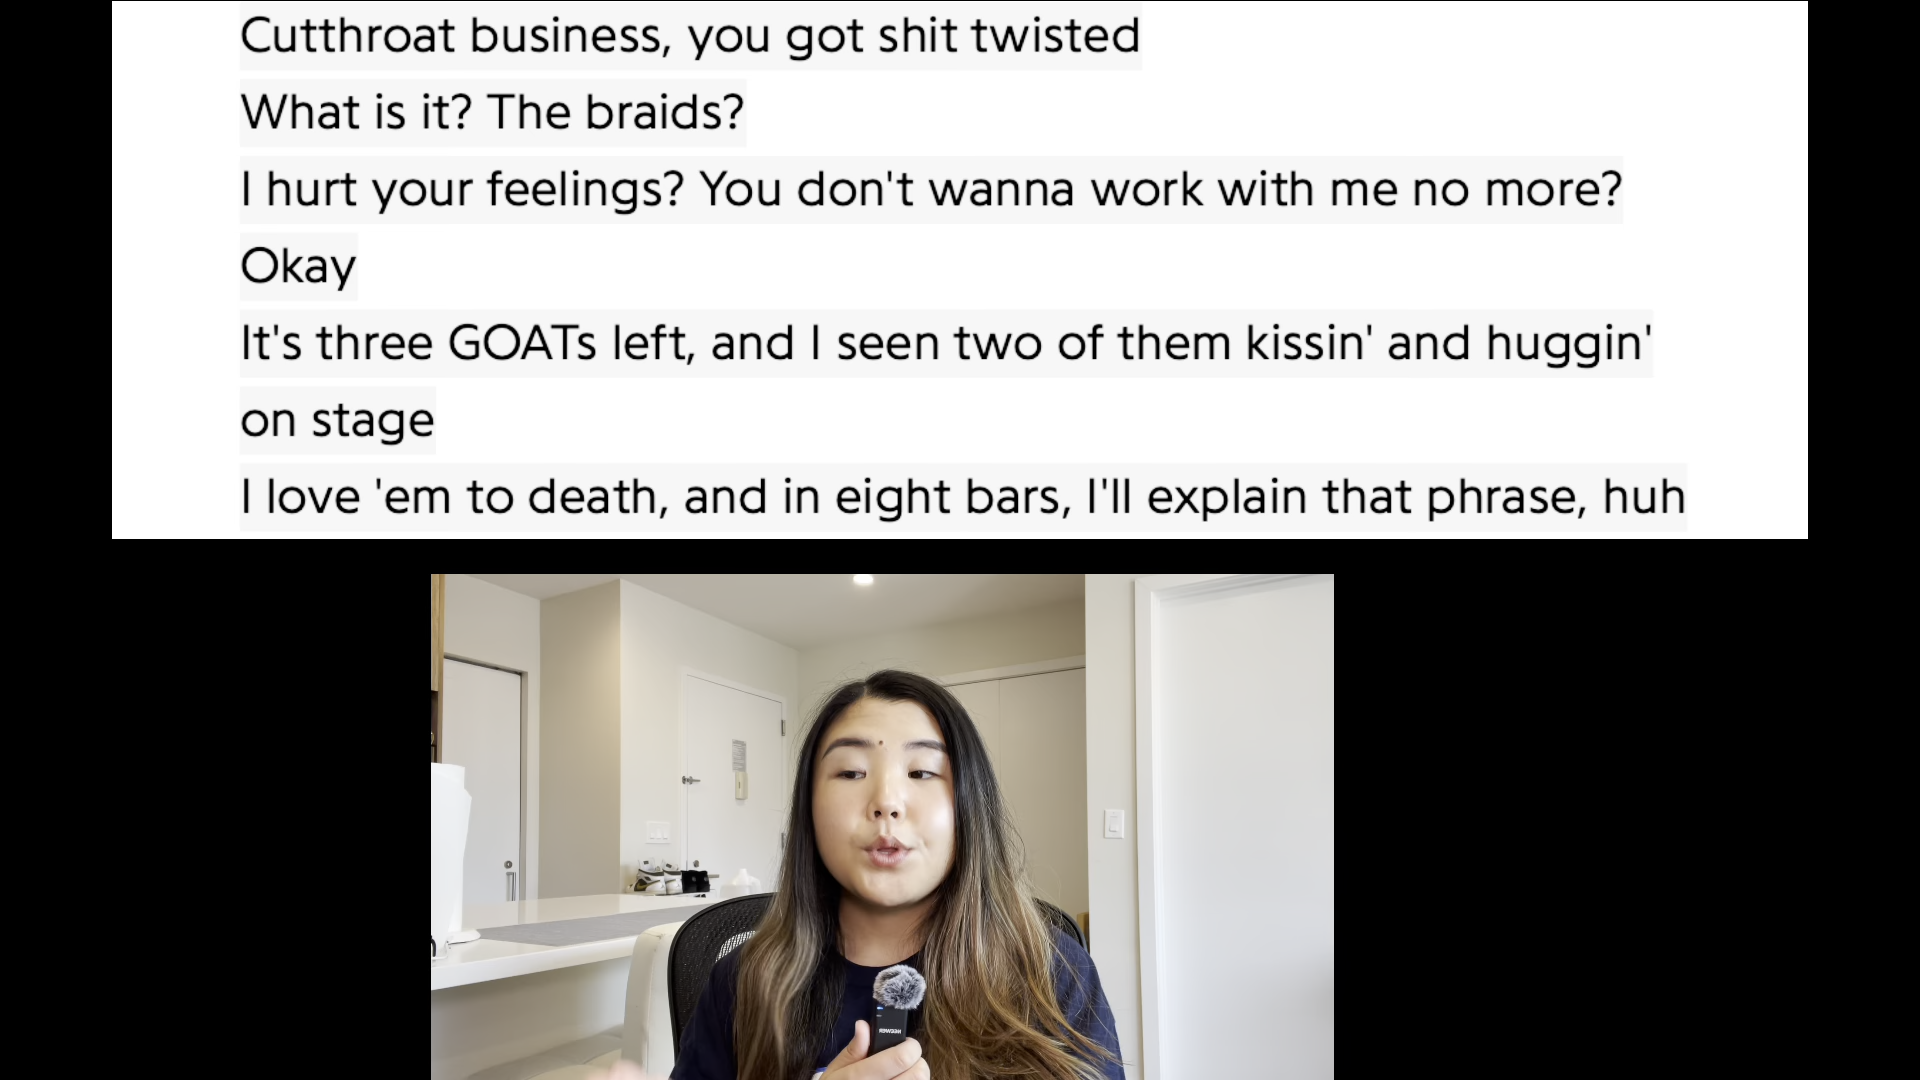 Cutthroat business, you got shit twisted
What is it? The braids?
I hurt your feelings? You don't wanna work with me no more?
Okay
It's three GOATs left, and I seen two of them kissin' and huggin'
on stage
I love 'em to death, and in eight bars, I'll explain that phrase, huh